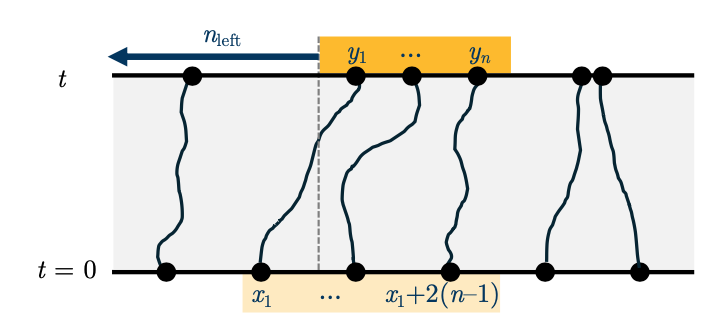 n_left
y_1 ... y_n
t
t = 0
x_1 ... x_1+2(n–1)